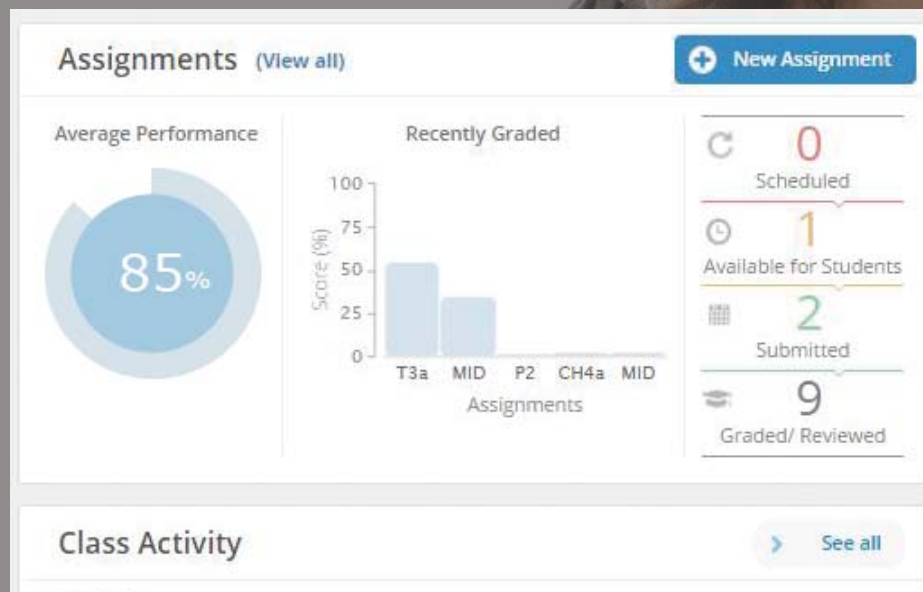 Assignments (View all)
New Assignment
Average Performance
85%
Recently Graded
100
75
50
25
0
Score (%)
T3a MID P2 CH4a MID
Assignments
0
Scheduled
1
Available for Students
2
Submitted
9
Graded/ Reviewed
Class Activity
See all